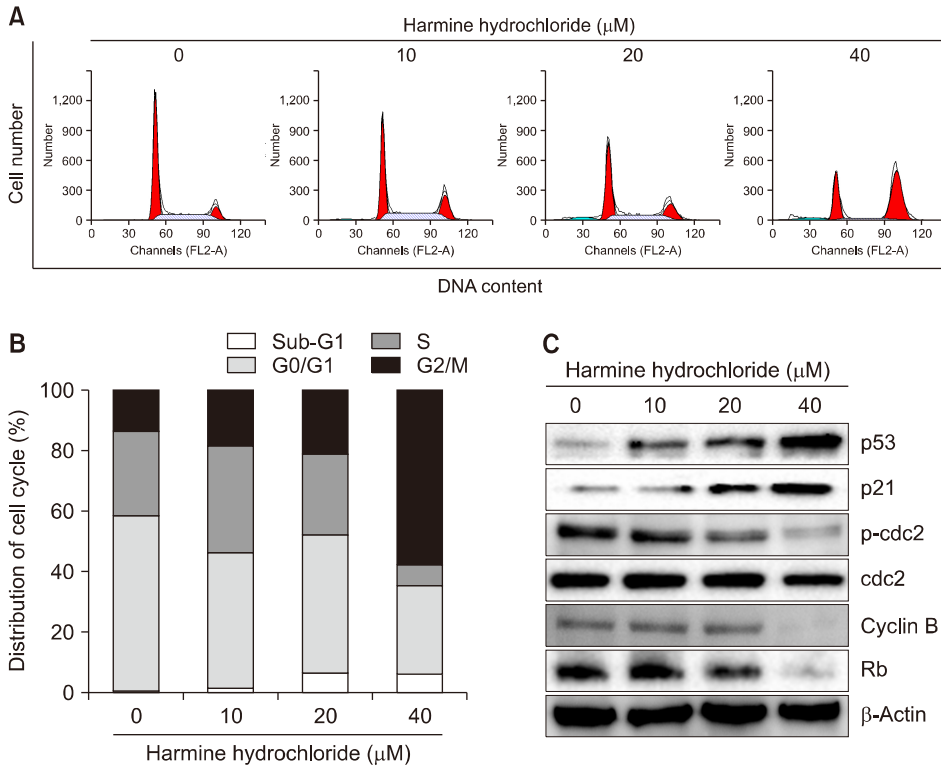 A
Harmine hydrochloride (μM)
0 10 20 40
Cell number
Number
1,200
900
600
300
0
0 30 60 90 120
Channels (FL2-A)
Number
1,200
900
600
300
0
0 30 60 90 120
Channels (FL2-A)
Number
1,200
900
600
300
0
0 30 60 90 120
Channels (FL2-A)
Number
1,200
900
600
300
0
0 30 60 90 120
Channels (FL2-A)
DNA content
B
Sub-G1 S
G0/G1 G2/M
Distribution of cell cycle (%)
100
80
60
40
20
0
0 10 20 40
Harmine hydrochloride (μM)
C
Harmine hydrochloride (μM)
0 10 20 40
p53
p21
p-cdc2
cdc2
Cyclin B
Rb
β-Actin